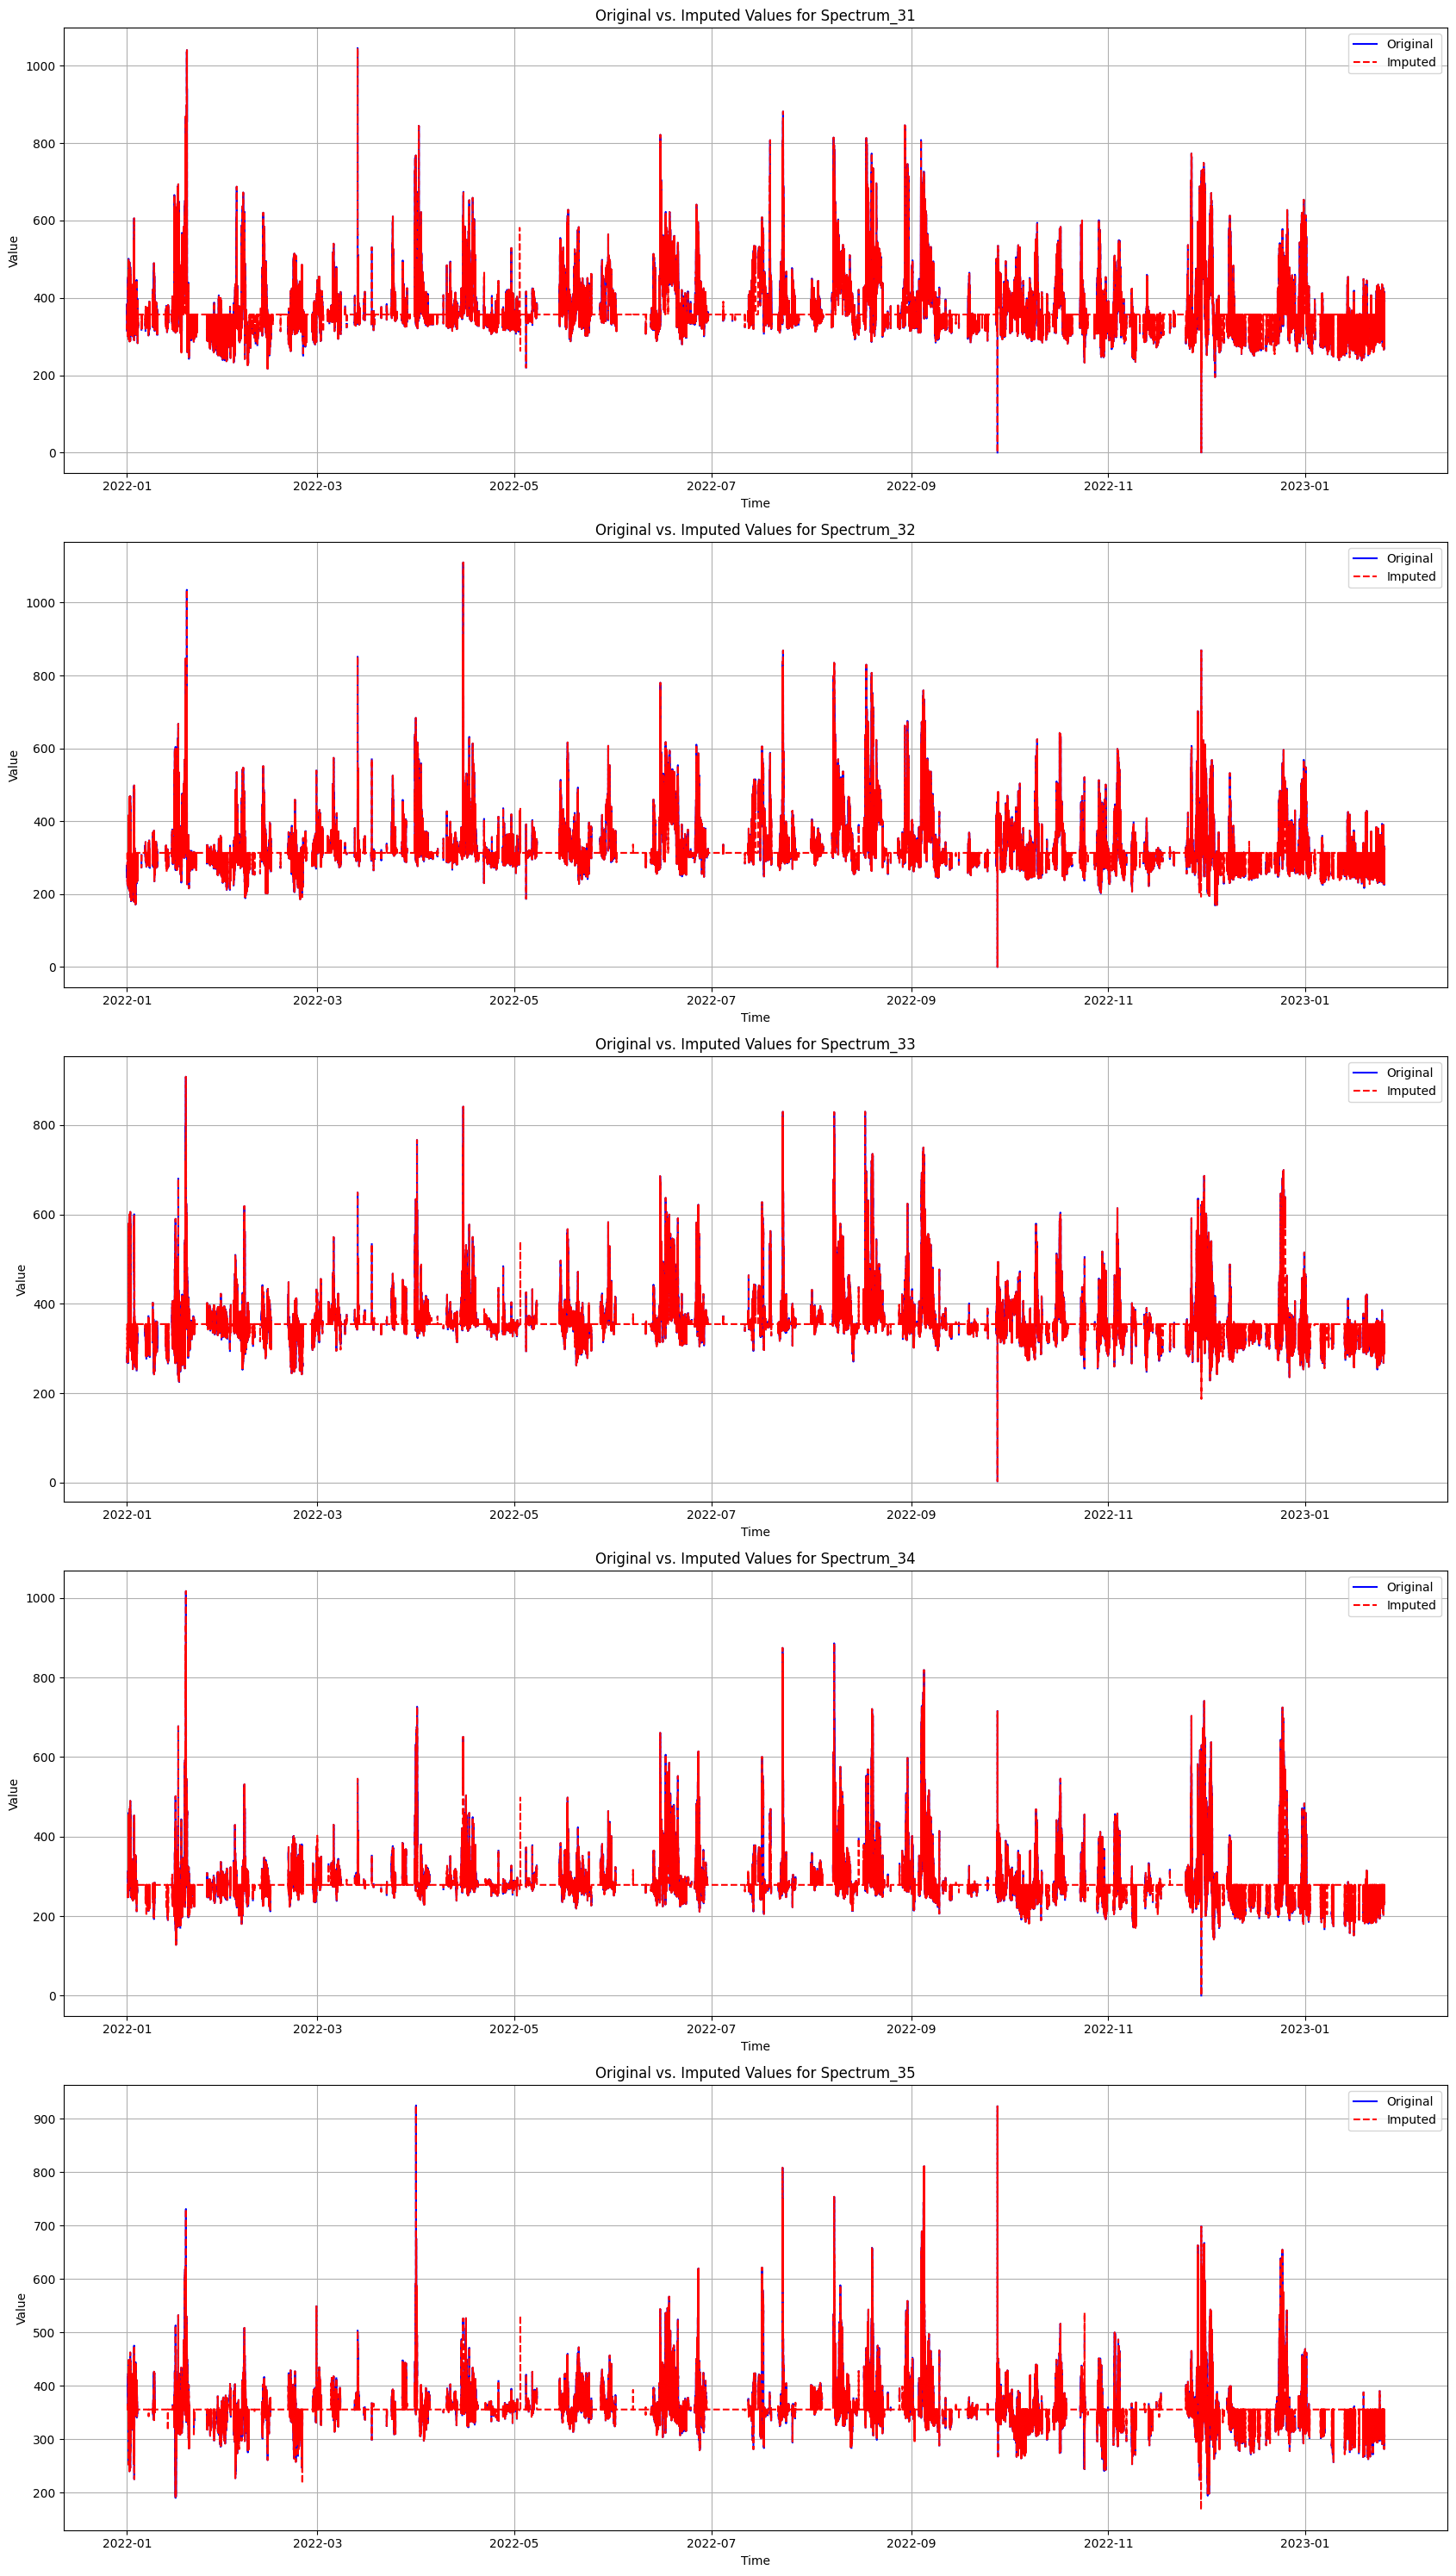 Original vs. Imputed Values for Spectrum_31
Original
Imputed
Value
1000
800
600
400
200
0
2022-01 2022-03 2022-05 2022-07 2022-09 2022-11 2023-01
Time
Original vs. Imputed Values for Spectrum_32
Original
Imputed
Value
1000
800
600
400
200
0
2022-01 2022-03 2022-05 2022-07 2022-09 2022-11 2023-01
Time
Original vs. Imputed Values for Spectrum_33
Original
Imputed
Value
800
600
400
200
0
2022-01 2022-03 2022-05 2022-07 2022-09 2022-11 2023-01
Time
Original vs. Imputed Values for Spectrum_34
Original
Imputed
Value
1000
800
600
400
200
0
2022-01 2022-03 2022-05 2022-07 2022-09 2022-11 2023-01
Time
Original vs. Imputed Values for Spectrum_35
Original
Imputed
Value
900
800
700
600
500
400
300
200
2022-01 2022-03 2022-05 2022-07 2022-09 2022-11 2023-01
Time